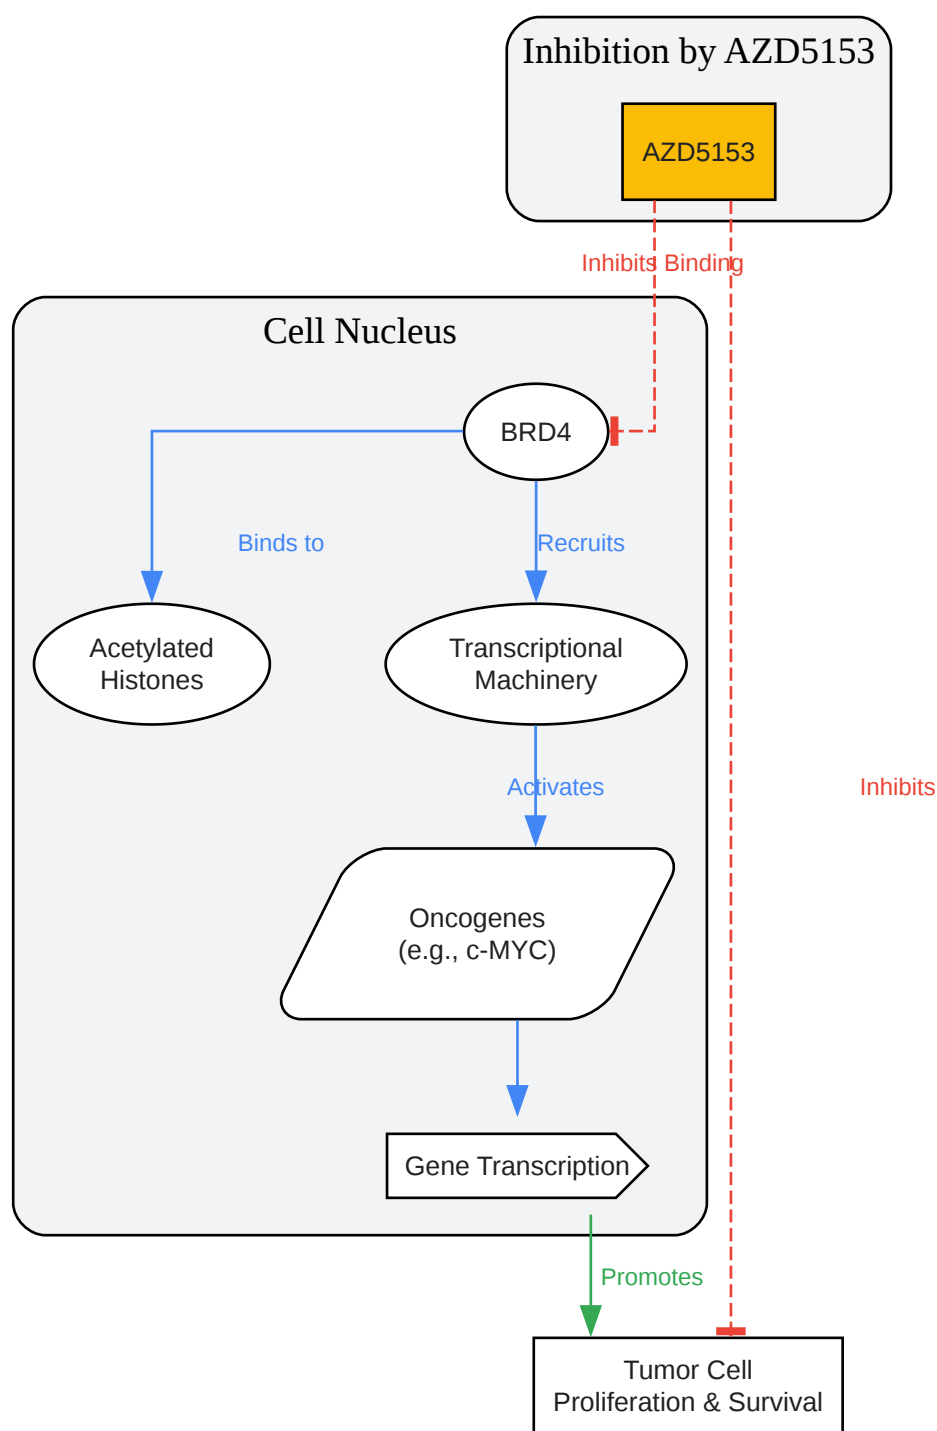 Inhibition by AZD5153
AZD5153
Inhibits Binding
Cell Nucleus
BRD4
Binds to
Recruits
Acetylated
Histones
Transcriptional
Machinery
Activates
Inhibits
Oncogenes
(e.g., c-MYC)
Gene Transcription
Promotes
Tumor Cell
Proliferation & Survival